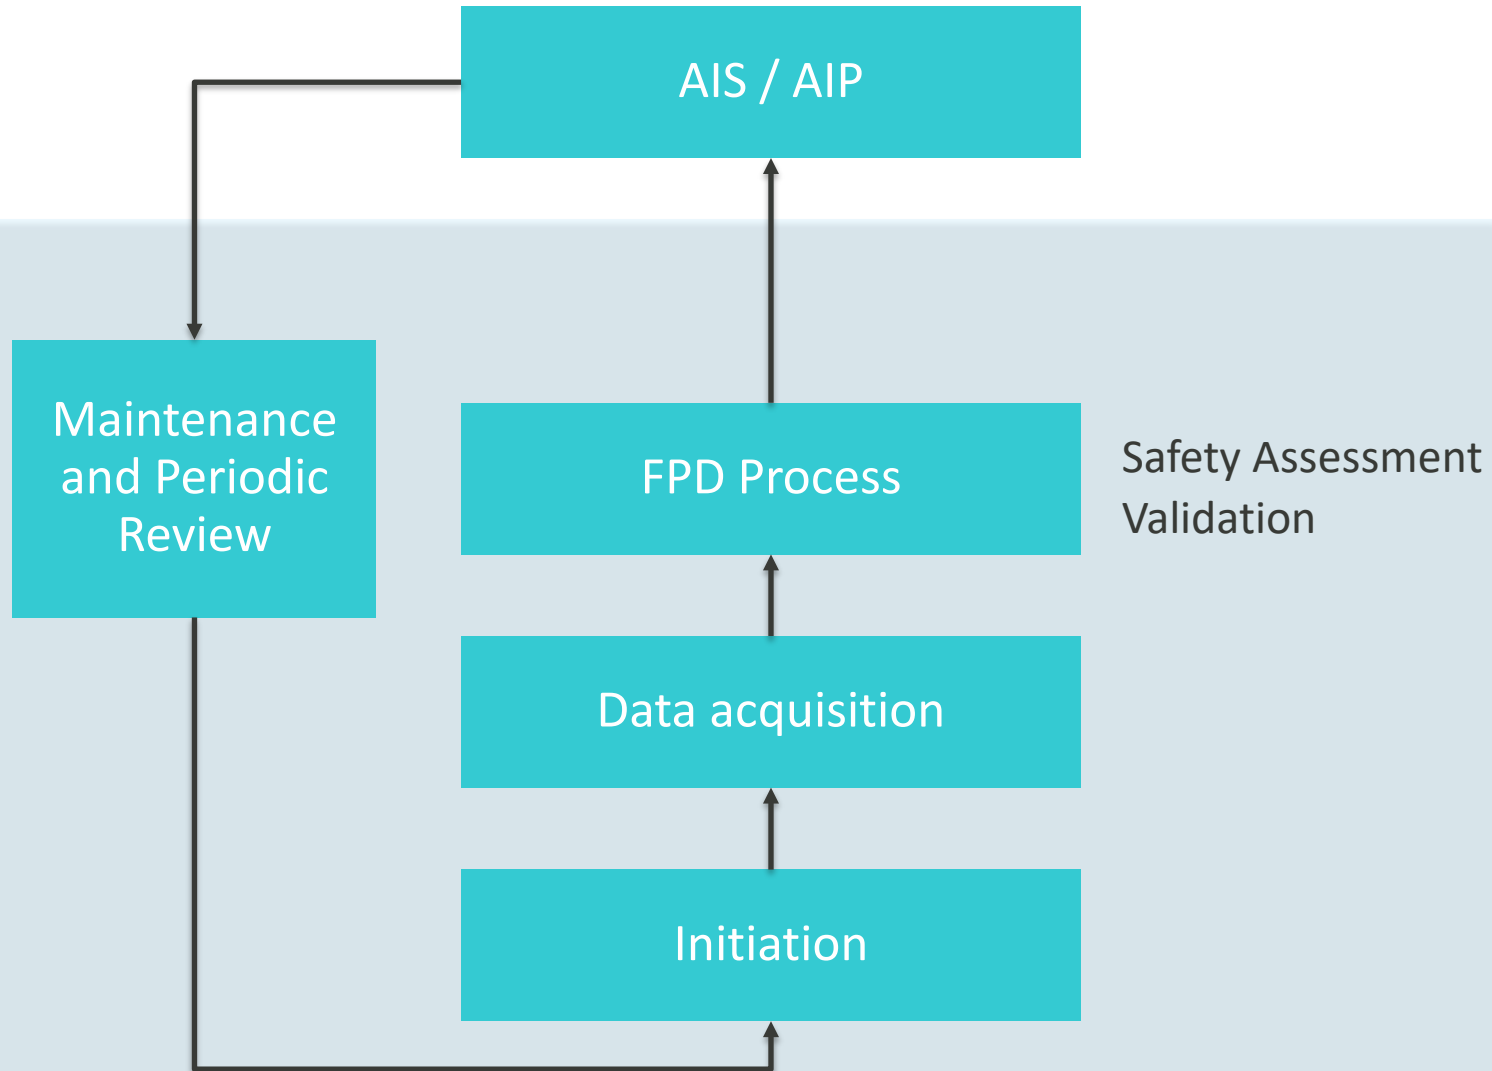 AIS / AIP
Maintenance
and Periodic
Review
FPD Process
Safety Assessment
Validation
Data acquisition
Initiation